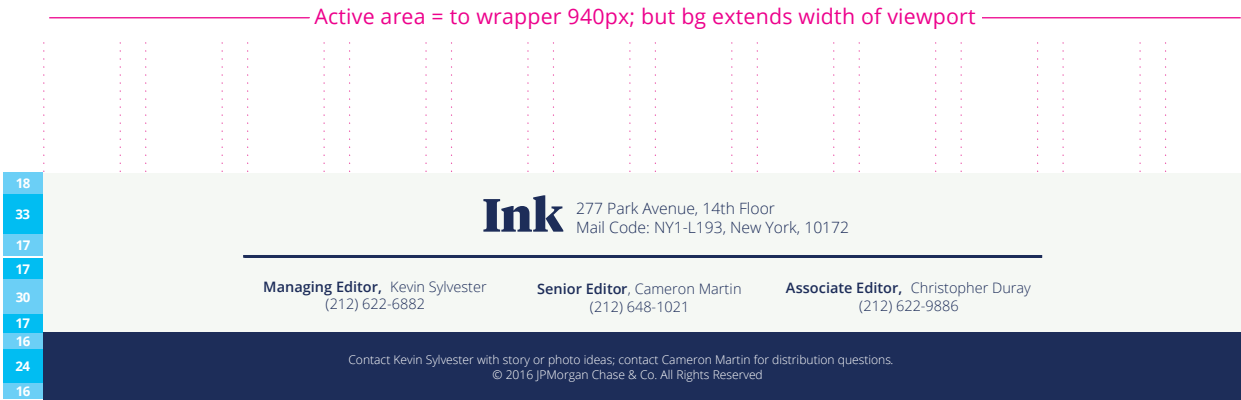 Active area = to wrapper 940px; but bg extends width of viewport
18
33
17
17
30
17
16
24
16
Ink
277 Park Avenue, 14th Floor
Mail Code: NY1-L193, New York, 10172
Managing Editor, Kevin Sylvester
(212) 622-6882
Senior Editor, Cameron Martin
(212) 648-1021
Associate Editor, Christopher Duray
(212) 622-9886
Contact Kevin Sylvester with story or photo ideas; contact Cameron Martin for distribution questions.
© 2016 JPMorgan Chase & Co. All Rights Reserved